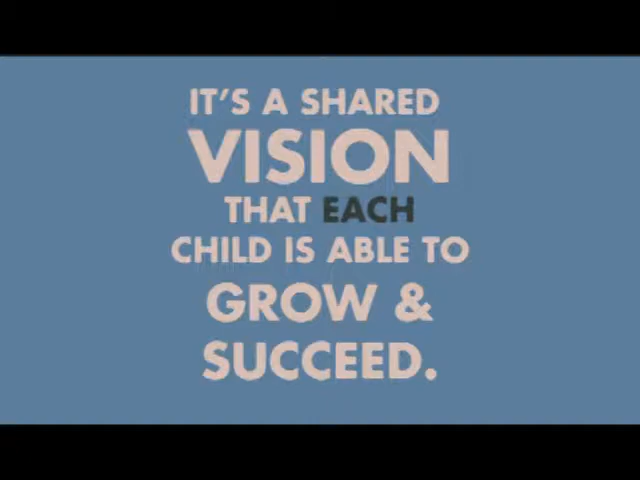 IT'S A SHARED
VISION
THAT EACH
CHILD IS ABLE TO
GROW &
SUCCEED.